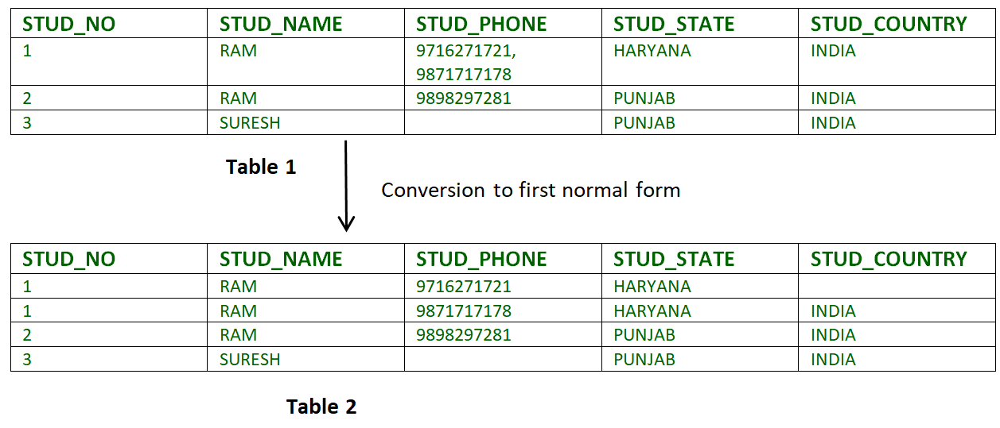 STUD_NO STUD_NAME STUD_PHONE STUD_STATE STUD_COUNTRY
1 RAM 9716271721, HARYANA INDIA
9871717178
2 RAM 9898297281 PUNJAB INDIA
3 SURESH PUNJAB INDIA
Table 1
Conversion to first normal form
STUD_NO STUD_NAME STUD_PHONE STUD_STATE STUD_COUNTRY
1 RAM 9716271721 HARYANA
1 RAM 9871717178 HARYANA INDIA
2 RAM 9898297281 PUNJAB INDIA
3 SURESH PUNJAB INDIA
Table 2